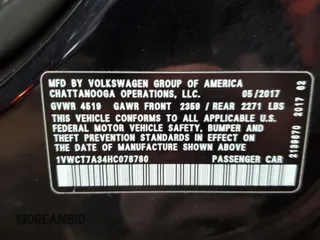 MFD BY VOLKSWAGEN GROUP OF AMERICA
CHATTANOOGA OPERATIONS, LLC. 05/2017
GVWR 4519 GAWR FRONT 2359 / REAR 2271 LBS
THIS VEHICLE CONFORMS TO ALL APPLICABLE U.S.
FEDERAL MOTOR VEHICLE SAFETY, BUMPER, AND
THEFT PREVENTION STANDARDS IN EFFECT ON THE
DATE OF MANUFACTURE SHOWN ABOVE.
1VWCT7A34HC078780 PASSENGER CAR
2139670 2017 02
© DREAMBID